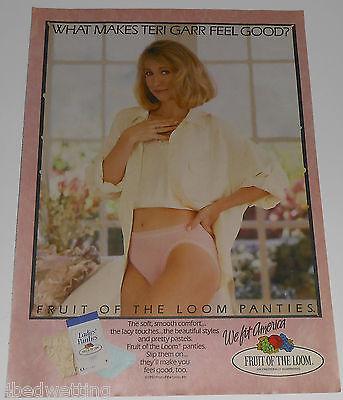 WHAT MAKES TERI GARR FEEL GOOD?
FRUIT OF THE LOOM PANTIES.
Ladies'
Panties
The soft, smooth comfort...
the lacy touches...the beautiful styles
and pretty pastels.
Fruit of the Loom® panties.
Slip them on...
they'll make you
feel good, too.
We fit America
FRUIT OF THE LOOM®
ibedwetting